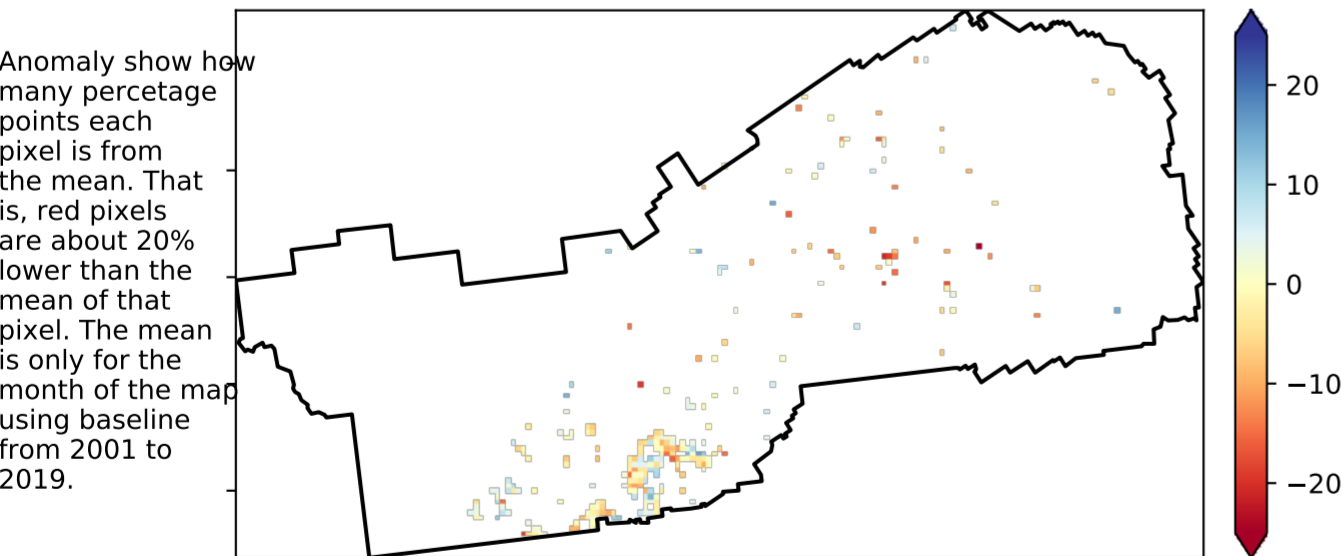 Anomaly show how
many percetage
points each
pixel is from
the mean. That
is, red pixels
are about 20%
lower than the
mean of that
pixel. The mean
is only for the
month of the map
using baseline
from 2001 to
2019.
20
10
0
−10
−20